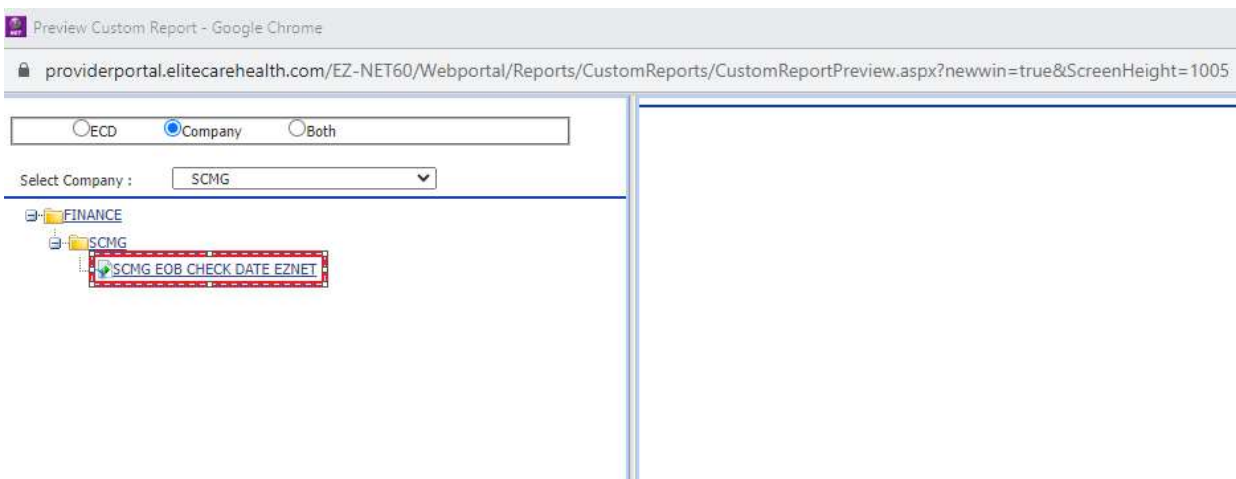 Preview Custom Report - Google Chrome
providerportal.elitecarehealth.com/EZ-NET60/Webportal/Reports/CustomReports/CustomReportPreview.aspx?newwin=true&ScreenHeight=1005
ECD Company Both
Select Company : SCMG
FINANCE
SCMG
SCMG EOB CHECK DATE EZNET